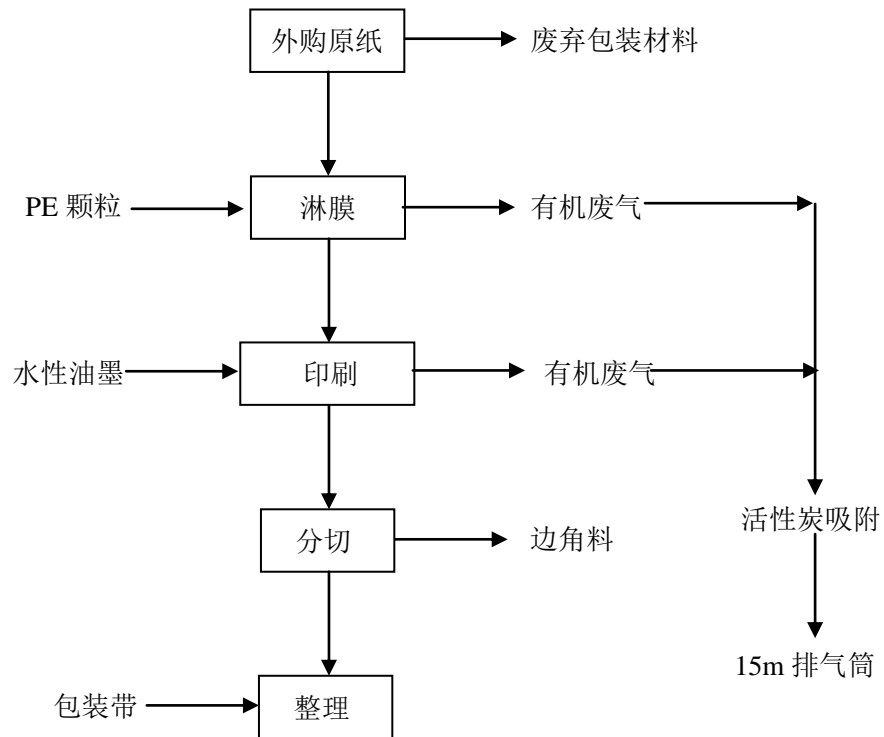 外购原纸
废弃包装材料
PE 颗粒
淋膜
有机废气
水性油墨
印刷
有机废气
分切
边角料
活性炭吸附
15m 排气筒
包装带
整理